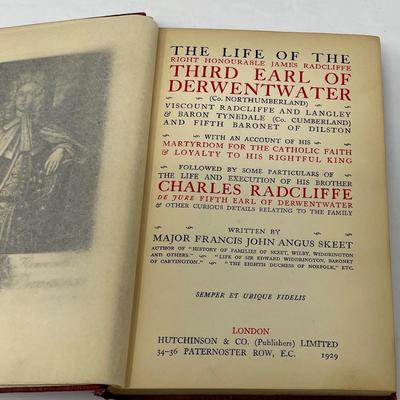 THE LIFE OF THE
RIGHT HONOURABLE JAMES RADCLIFFE
THIRD EARL OF
DERWENTWATER
(Co. NORTHUMBERLAND)
VISCOUNT RADCLIFFE AND LANGLEY
& BARON TYNEDALE (Co. CUMBERLAND)
AND FIFTH BARONET OF DILSTON
WITH AN ACCOUNT OF HIS
MARTYRDOM FOR THE CATHOLIC FAITH
& LOYALTY TO HIS RIGHTFUL KING
FOLLOWED BY SOME PARTICULARS OF
THE LIFE AND EXECUTION OF HIS BROTHER
CHARLES RADCLIFFE
DE JURE FIFTH EARL OF DERWENTWATER
& OTHER CURIOUS DETAILS RELATING TO THE FAMILY
WRITTEN BY
MAJOR FRANCIS JOHN ANGUS SKEET
AUTHOR OF "HISTORY OF FAMILIES OF SKEET, WILBY, WIDDRINGTON
AND OTHERS." "LIFE OF SIR EDWARD WIDDRINGTON, BARONET
OF CARTINGTON." "THE EIGHTH DUCHESS OF NORFOLK," ETC.
SEMPER ET UBIQUE FIDELIS
LONDON
HUTCHINSON & CO. (Publishers) LIMITED
34-36 PATERNOSTER ROW, E.C. 1929